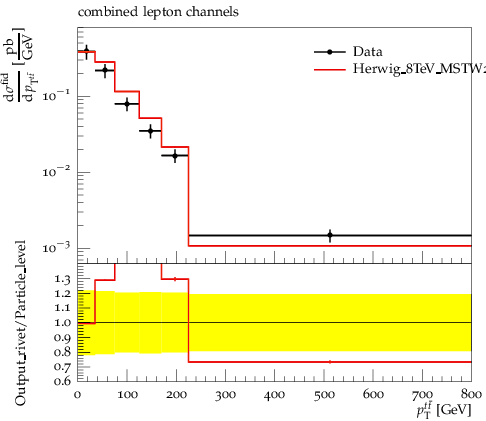 combined lepton channels
dσ^fid / dp_T^tt̄ [pb/GeV]
Data
Herwig_8TeV_MSTW2
10^−1
10^−2
10^−3
Output_rivet/Particle_level
1.3
1.2
1.1
1.0
0.9
0.8
0.7
0.6
0 100 200 300 400 500 600 700 800
p_T^tt̄ [GeV]